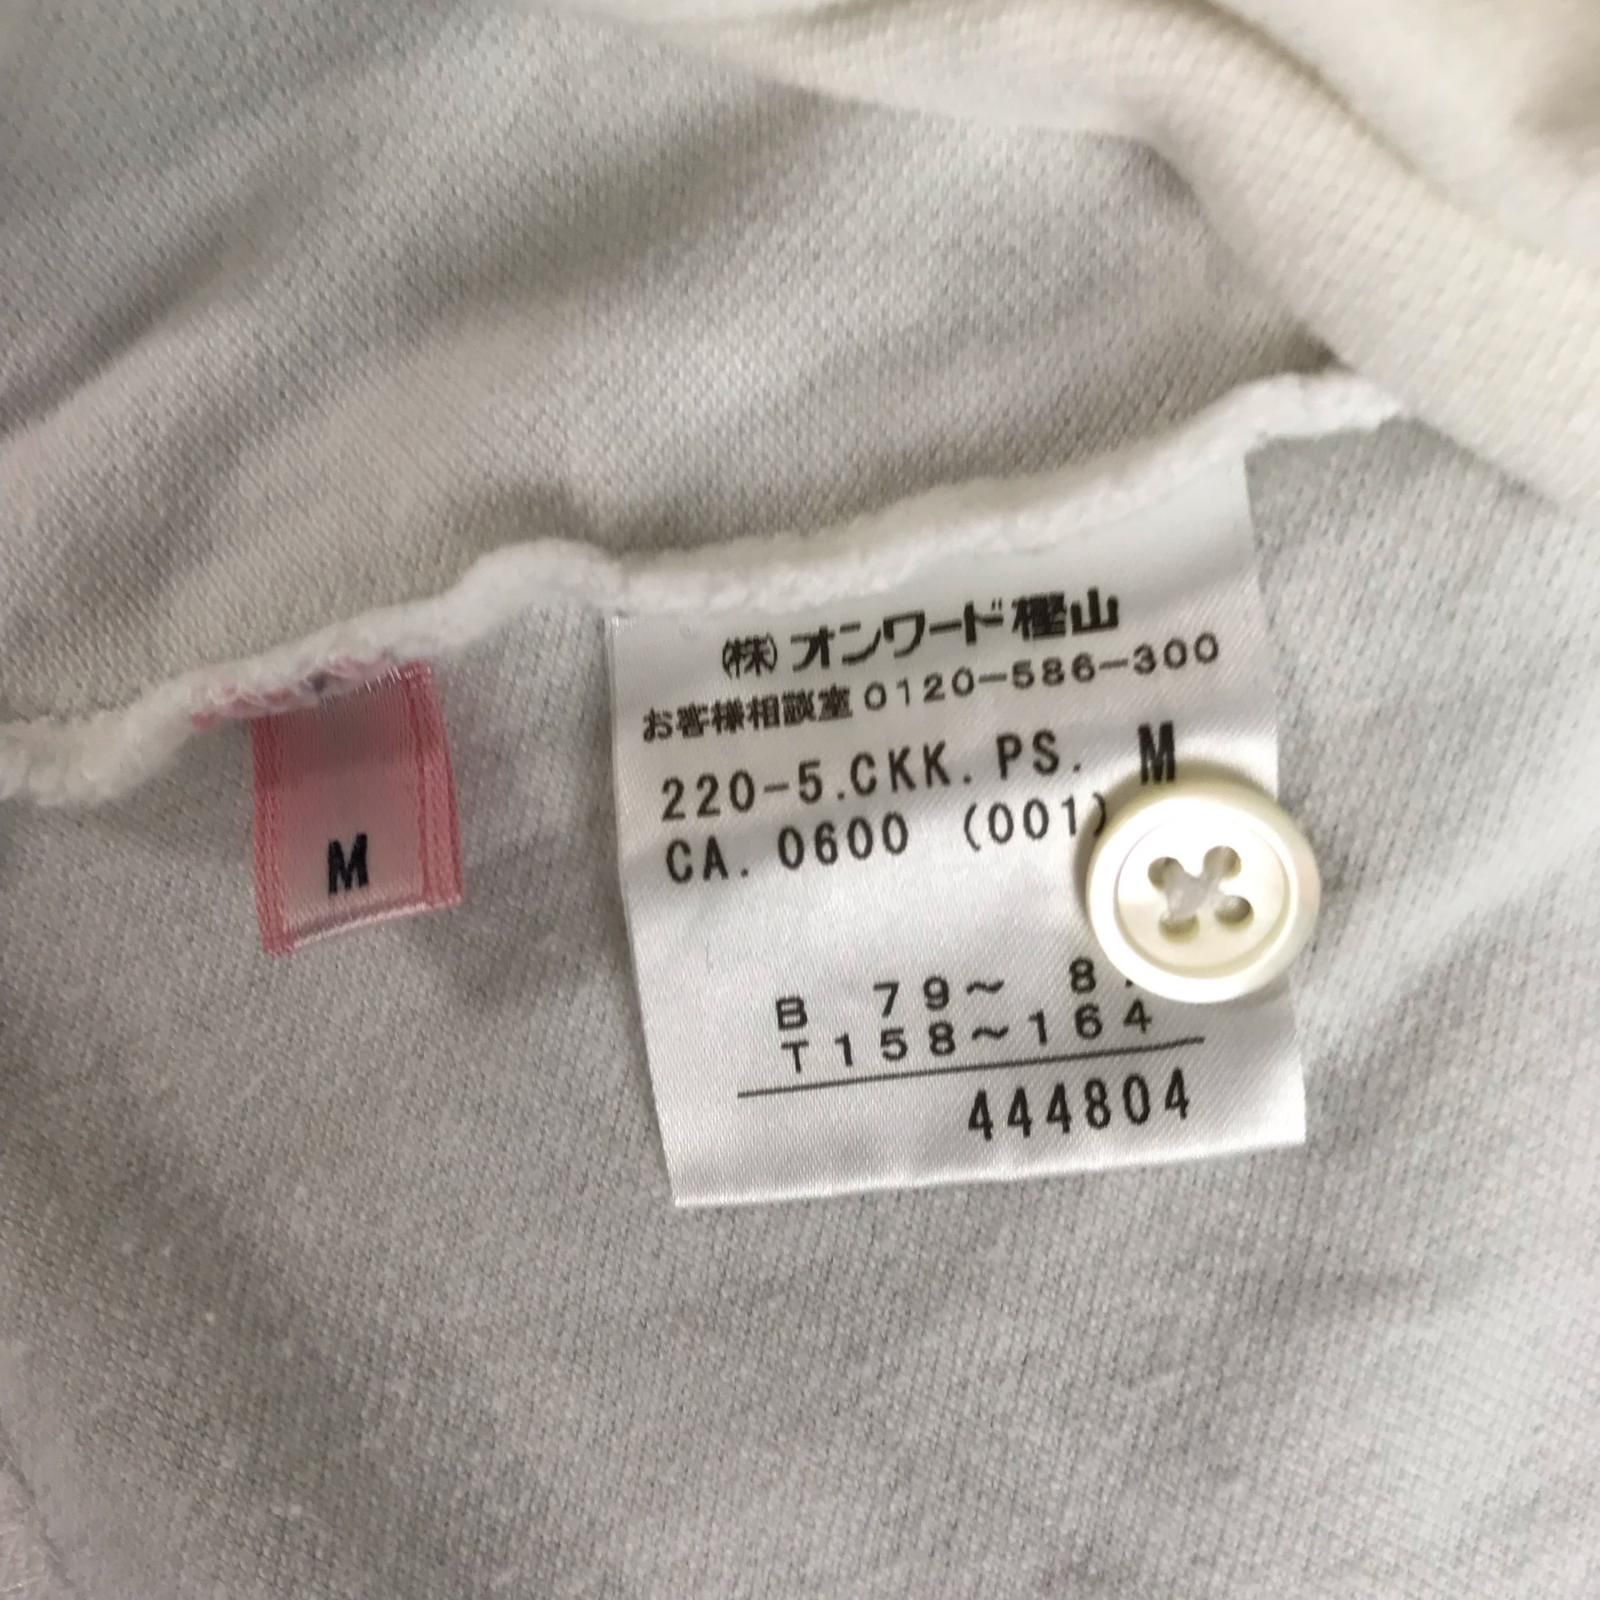 M
㈱オンワード樫山
お客様相談室0120-586-300
220-5.CKK.PS. M
CA.0600 (001)
B 79～
T158～164
444804